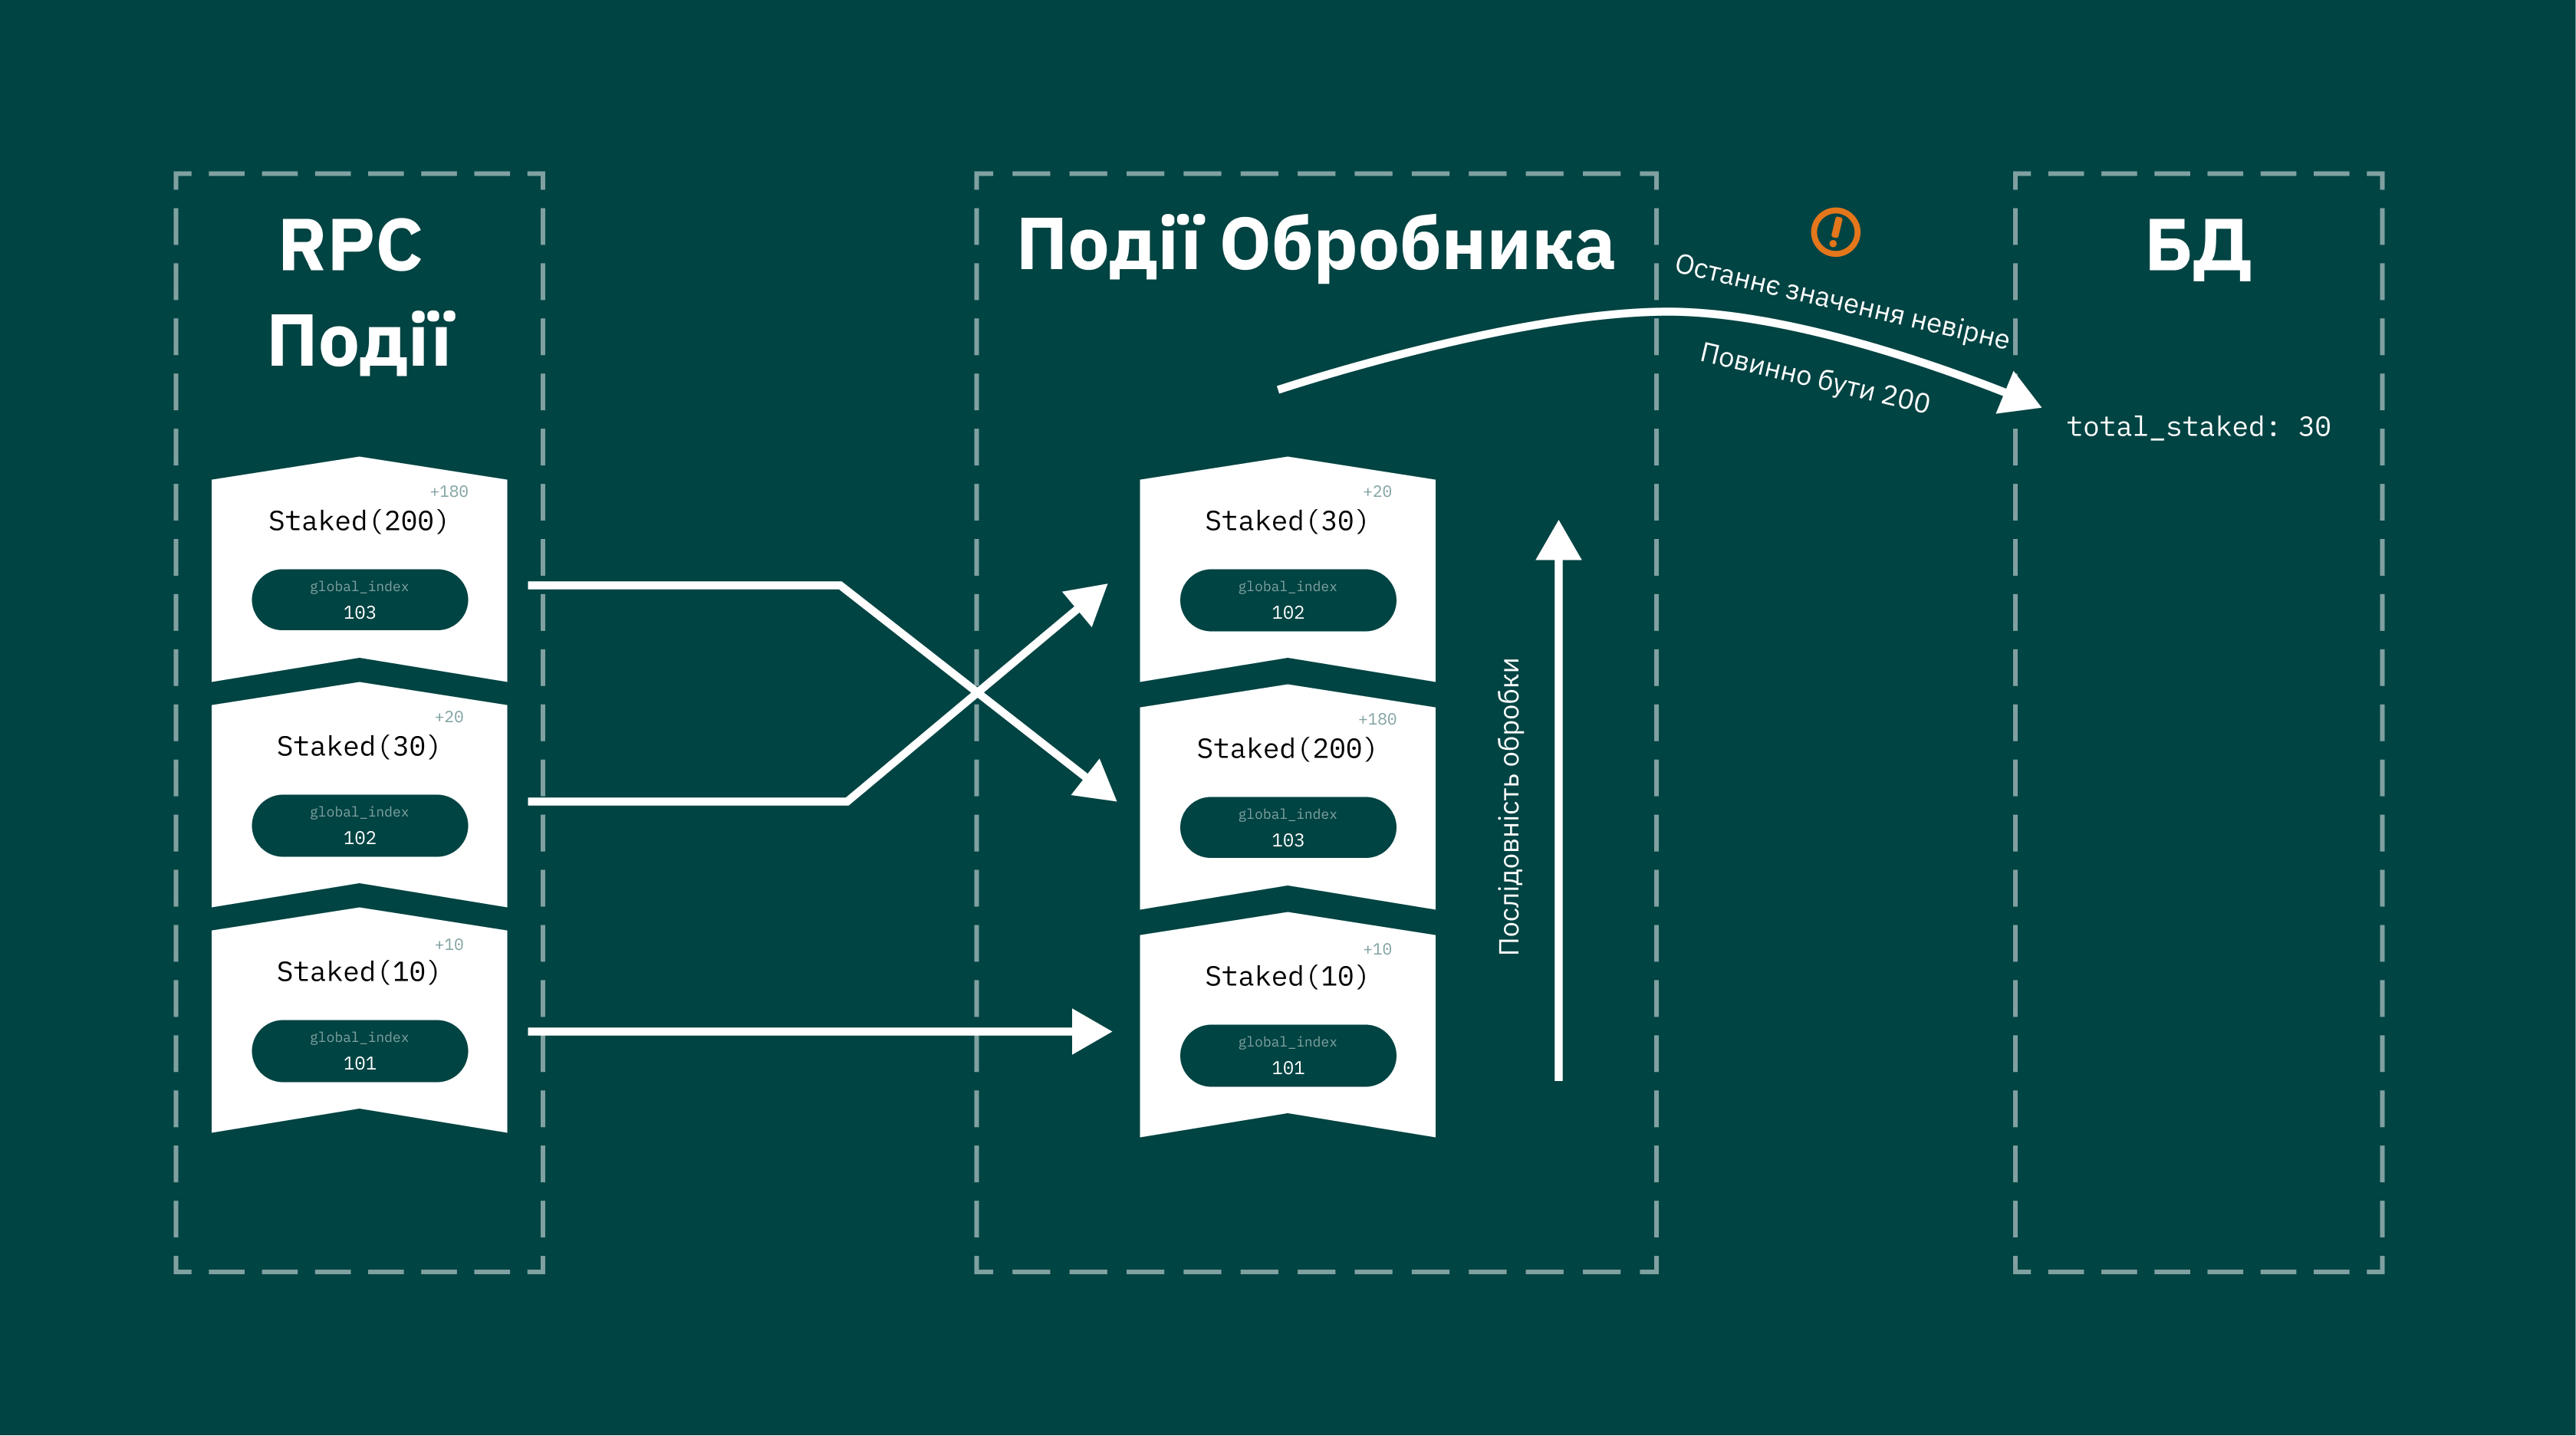 RPC
Події
+180
Staked(200)
global_index
103
+20
Staked(30)
global_index
102
+10
Staked(10)
global_index
101
Події Обробника
+20
Staked(30)
global_index
102
+180
Staked(200)
global_index
103
+10
Staked(10)
global_index
101
Послідовність обробки
Останнє значення невірне
Повинно бути 200
БД
total_staked: 30